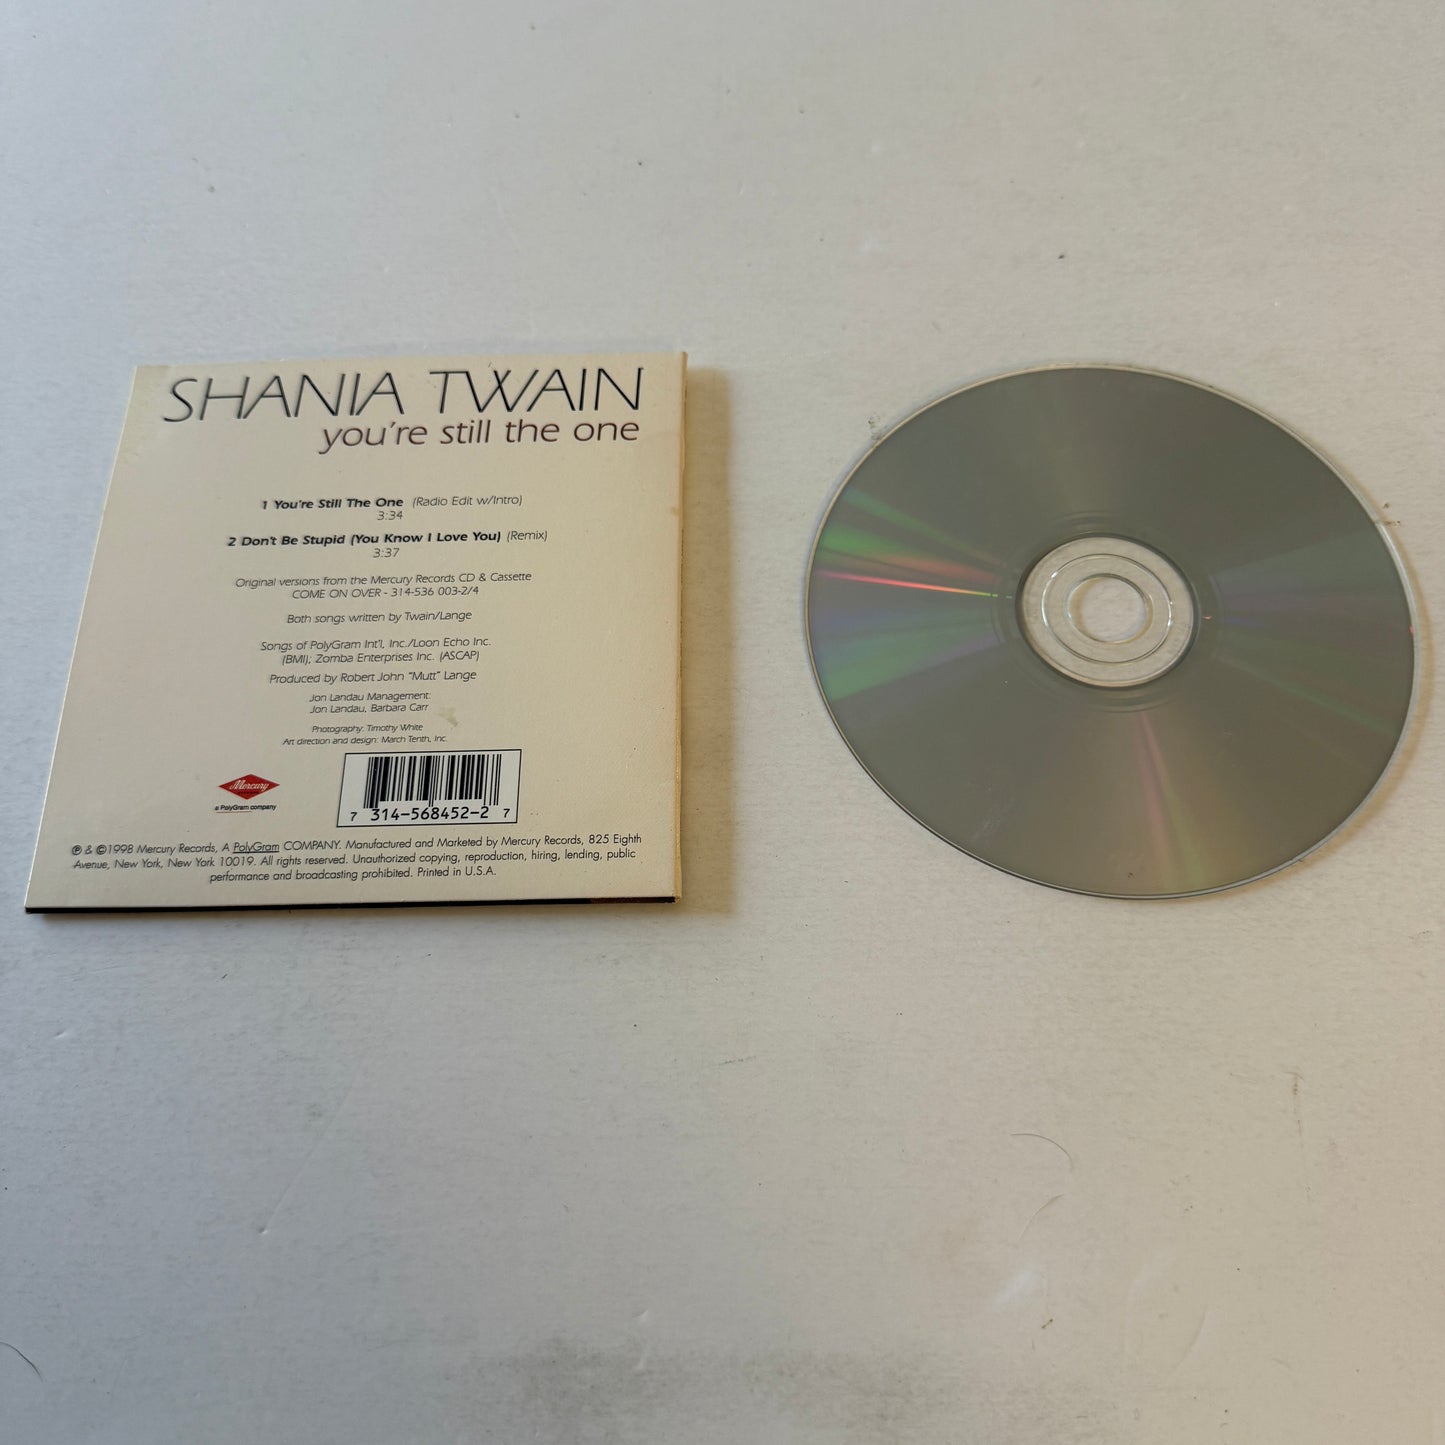 SHANIA TWAIN
you're still the one
1 You're Still The One (Radio Edit w/Intro)
3:34
2 Don't Be Stupid (You Know I Love You) (Remix)
3:37
Original versions from the Mercury Records CD & Cassette
COME ON OVER - 314-536 003-2/4
Both songs written by Twain/Lange
Songs of PolyGram Int'l, Inc./Loon Echo Inc.
(BMI); Zomba Enterprises Inc. (ASCAP)
Produced by Robert John "Mutt" Lange
Jon Landau Management:
Jon Landau, Barbara Carr
Photography: Timothy White
Art direction and design: March Tenth, Inc.
Mercury
a PolyGram company
7 314-568452-2 7
℗ & ©1998 Mercury Records, A PolyGram COMPANY. Manufactured and Marketed by Mercury Records, 825 Eighth
Avenue, New York, New York 10019. All rights reserved. Unauthorized copying, reproduction, hiring, lending, public
performance and broadcasting prohibited. Printed in U.S.A.